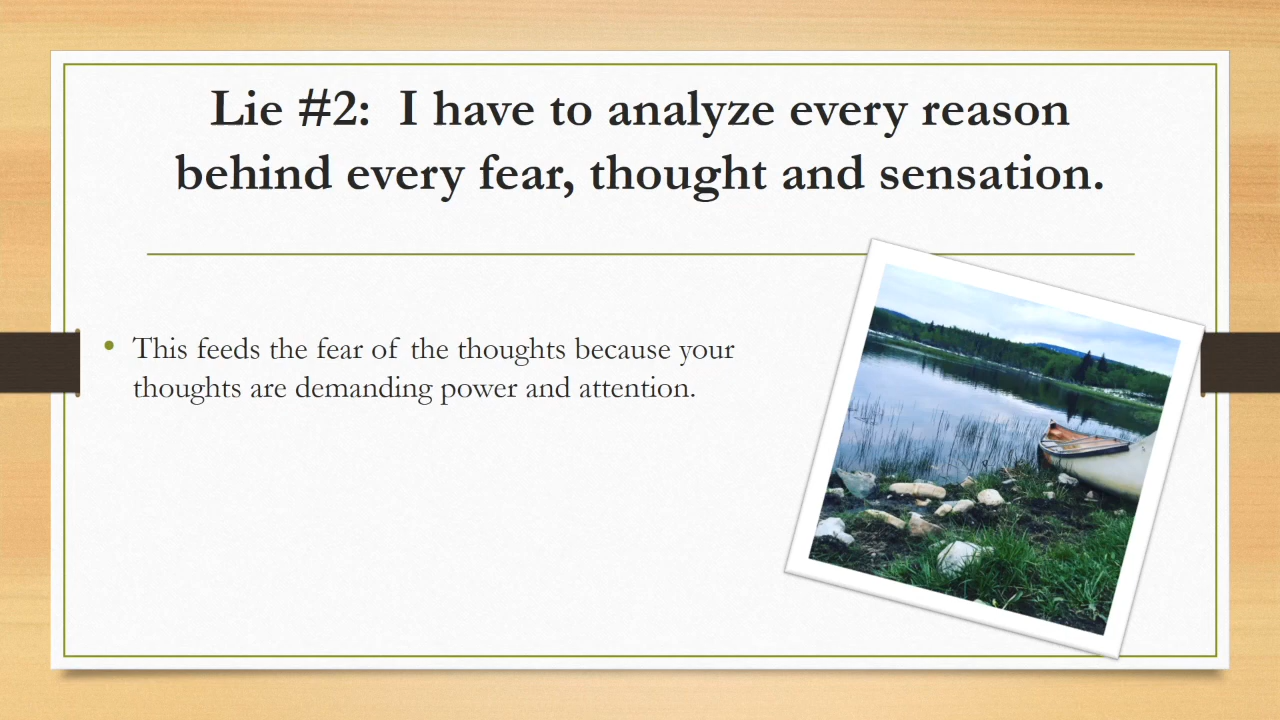 Lie #2:  I have to analyze every reason
behind every fear, thought and sensation.
• This feeds the fear of the thoughts because your
thoughts are demanding power and attention.